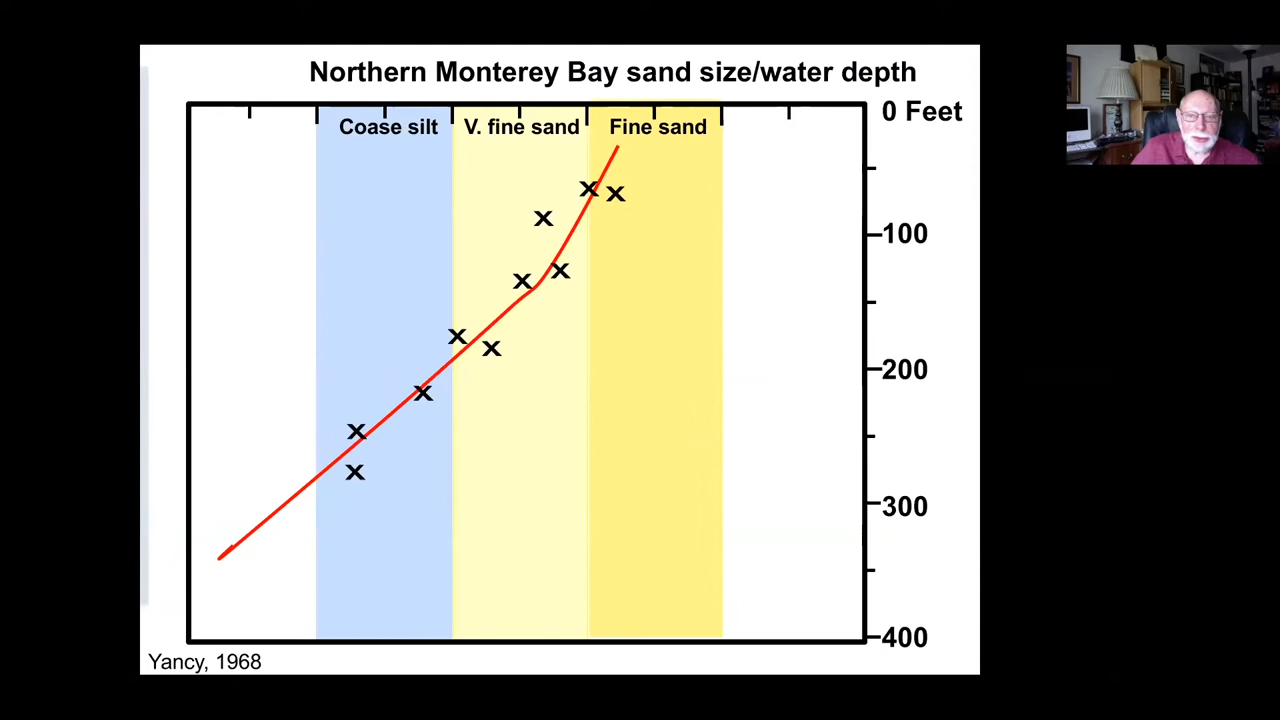 Northern Monterey Bay sand size/water depth
0 Feet
Coase silt
V. fine sand
Fine sand
100
200
300
400
Yancy, 1968